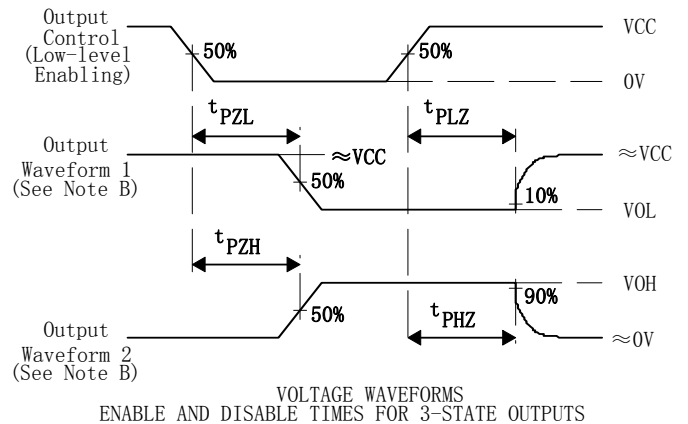 Output
Control
(Low-level
Enabling)
50%
50%
VCC
0V
tPZL
tPLZ
Output
Waveform 1
(See Note B)
≈VCC
50%
10%
≈VCC
VOL
tPZH
VOH
50%
90%
tPHZ
Output
Waveform 2
(See Note B)
≈0V
VOLTAGE WAVEFORMS
ENABLE AND DISABLE TIMES FOR 3-STATE OUTPUTS